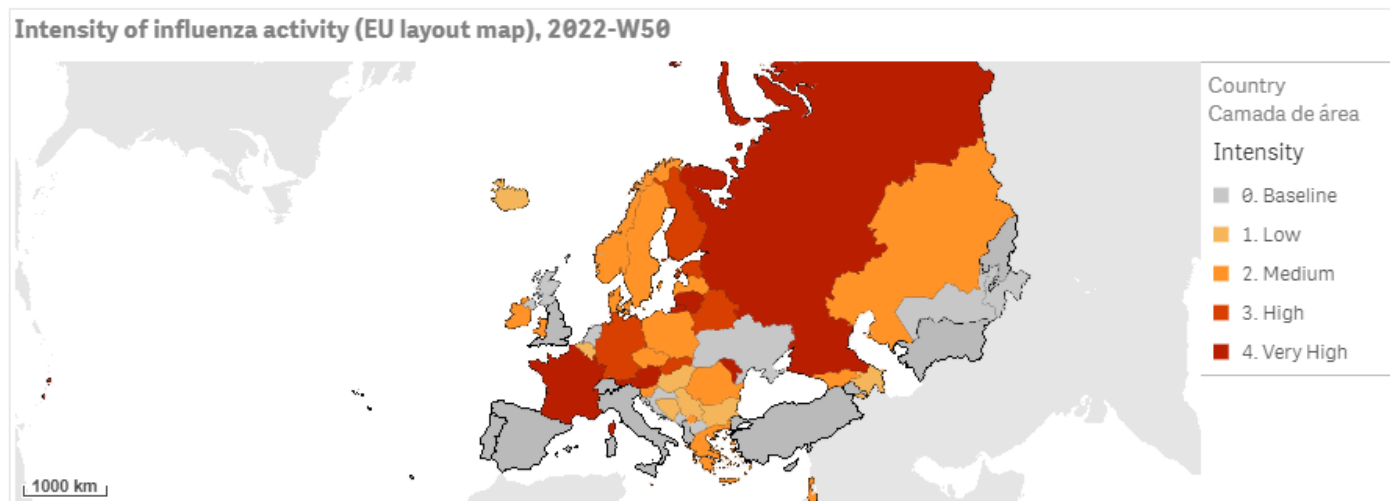 Intensity of influenza activity (EU layout map), 2022-W50
Country
Camada de área
Intensity
0. Baseline
1. Low
2. Medium
3. High
4. Very High
1000 km